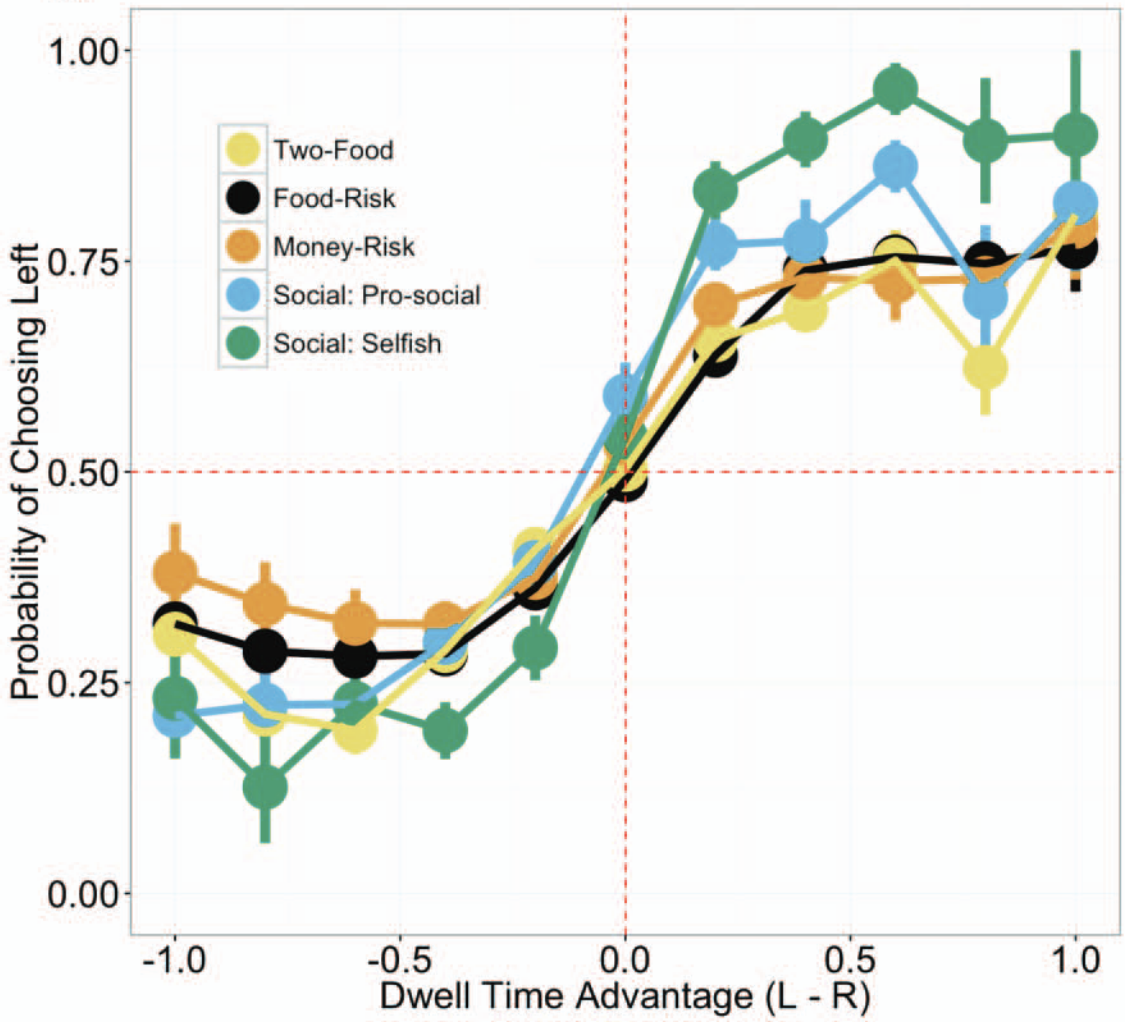 1.00
0.75
0.50
0.25
0.00
Probability of Choosing Left
Two-Food
Food-Risk
Money-Risk
Social: Pro-social
Social: Selfish
-1.0 -0.5 0.0 0.5 1.0
Dwell Time Advantage (L - R)